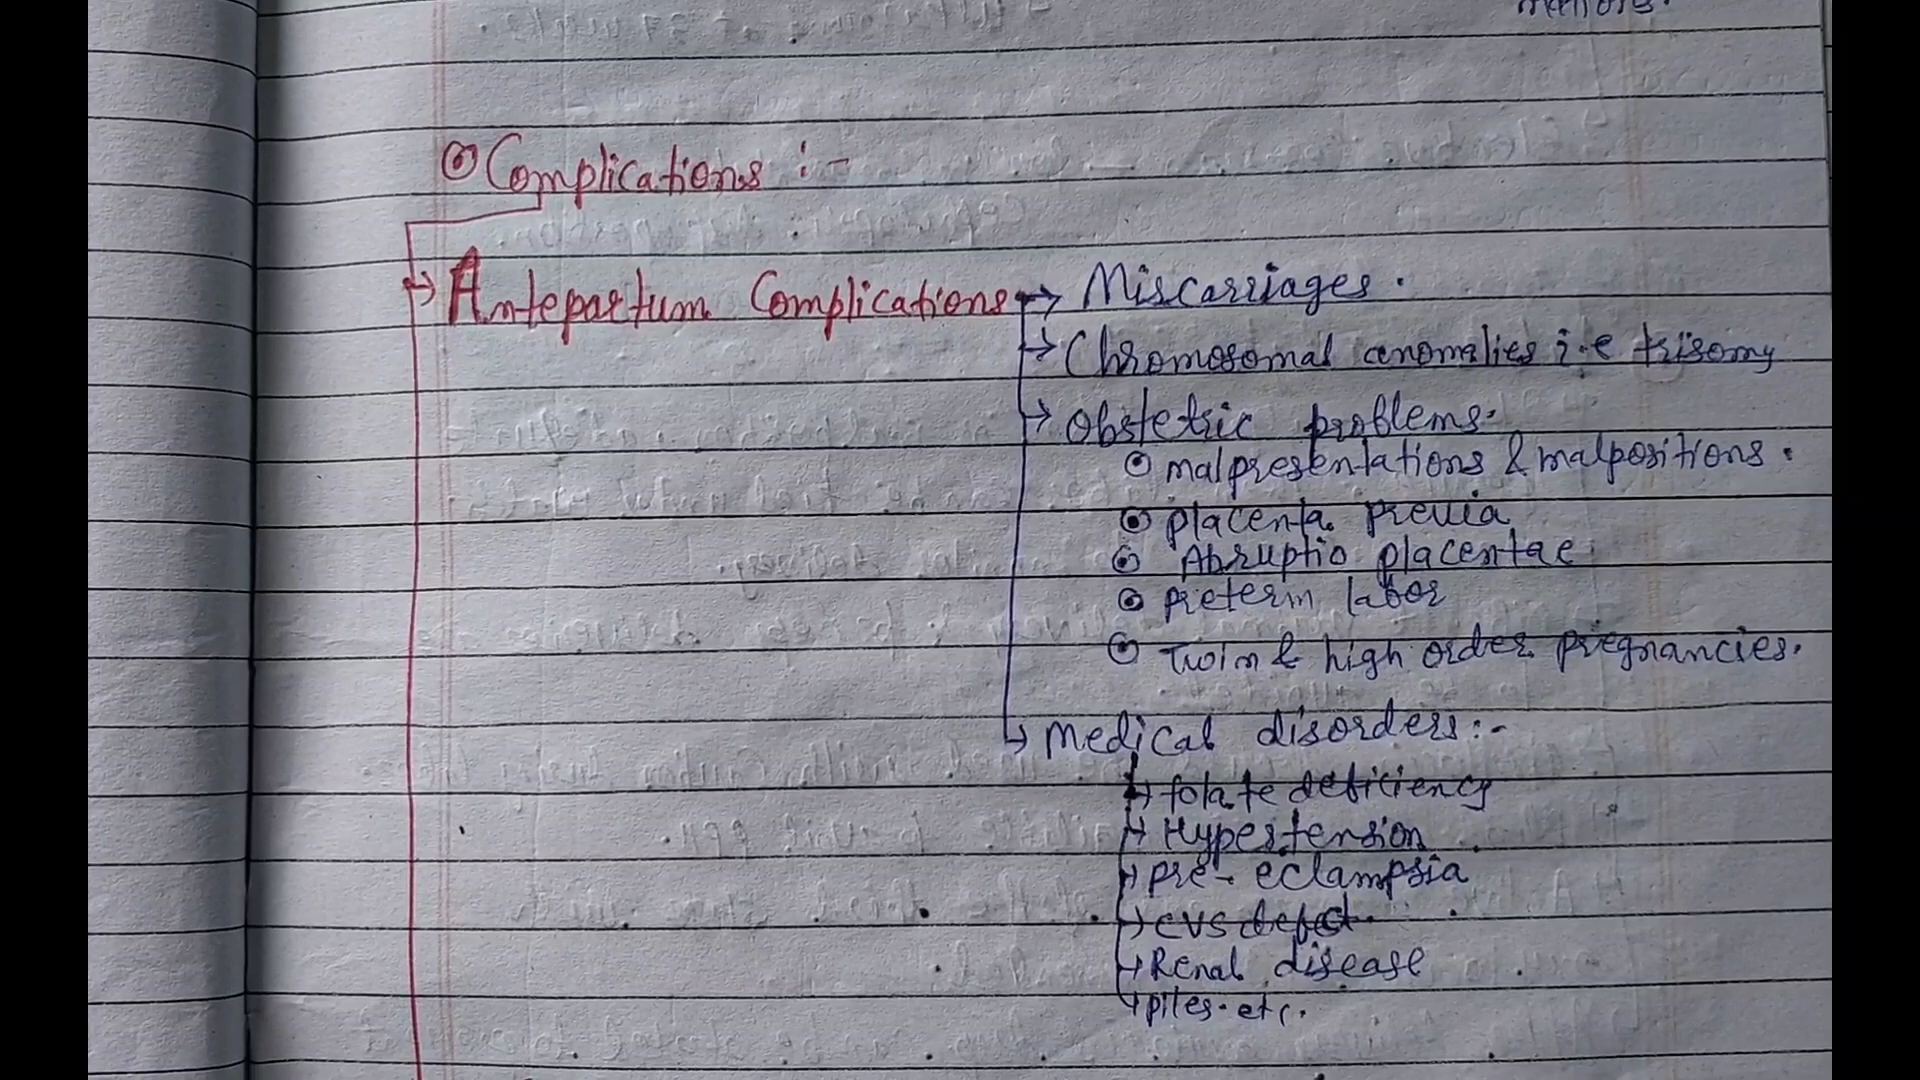 Complications :-
Antepartum Complications → Miscarriages.
→ Chromosomal anomalies i.e trisomy
→ Obstetric problems.
malpresentations & malpositions.
placenta previa
Abruptio placentae
preterm labor
Twin & high order pregnancies.
Medical disorders:-
folate deficiency
Hypertension
pre-eclampsia
CVS defect.
Renal disease
piles.etc.